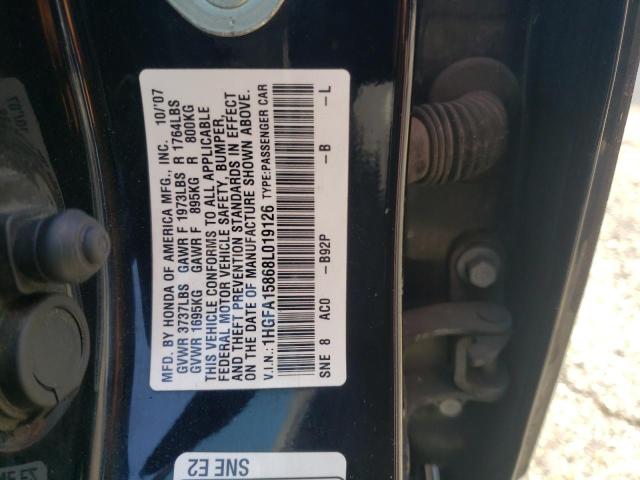 MFD. BY HONDA OF AMERICA MFG., INC. 10/'07
GVWR 3737LBS GAWR F 1973LBS R 1764LBS
GVWR 1695KG GAWR F 895KG R 800KG
THIS VEHICLE CONFORMS TO ALL APPLICABLE
FEDERAL MOTOR VEHICLE SAFETY, BUMPER,
AND THEFT PREVENTION STANDARDS IN EFFECT
ON THE DATE OF MANUFACTURE SHOWN ABOVE.
V.I.N.: 1HGFA15868L019126 TYPE:PASSENGER CAR
SNE 8 AC0 -B92P -B -L
SNE E2